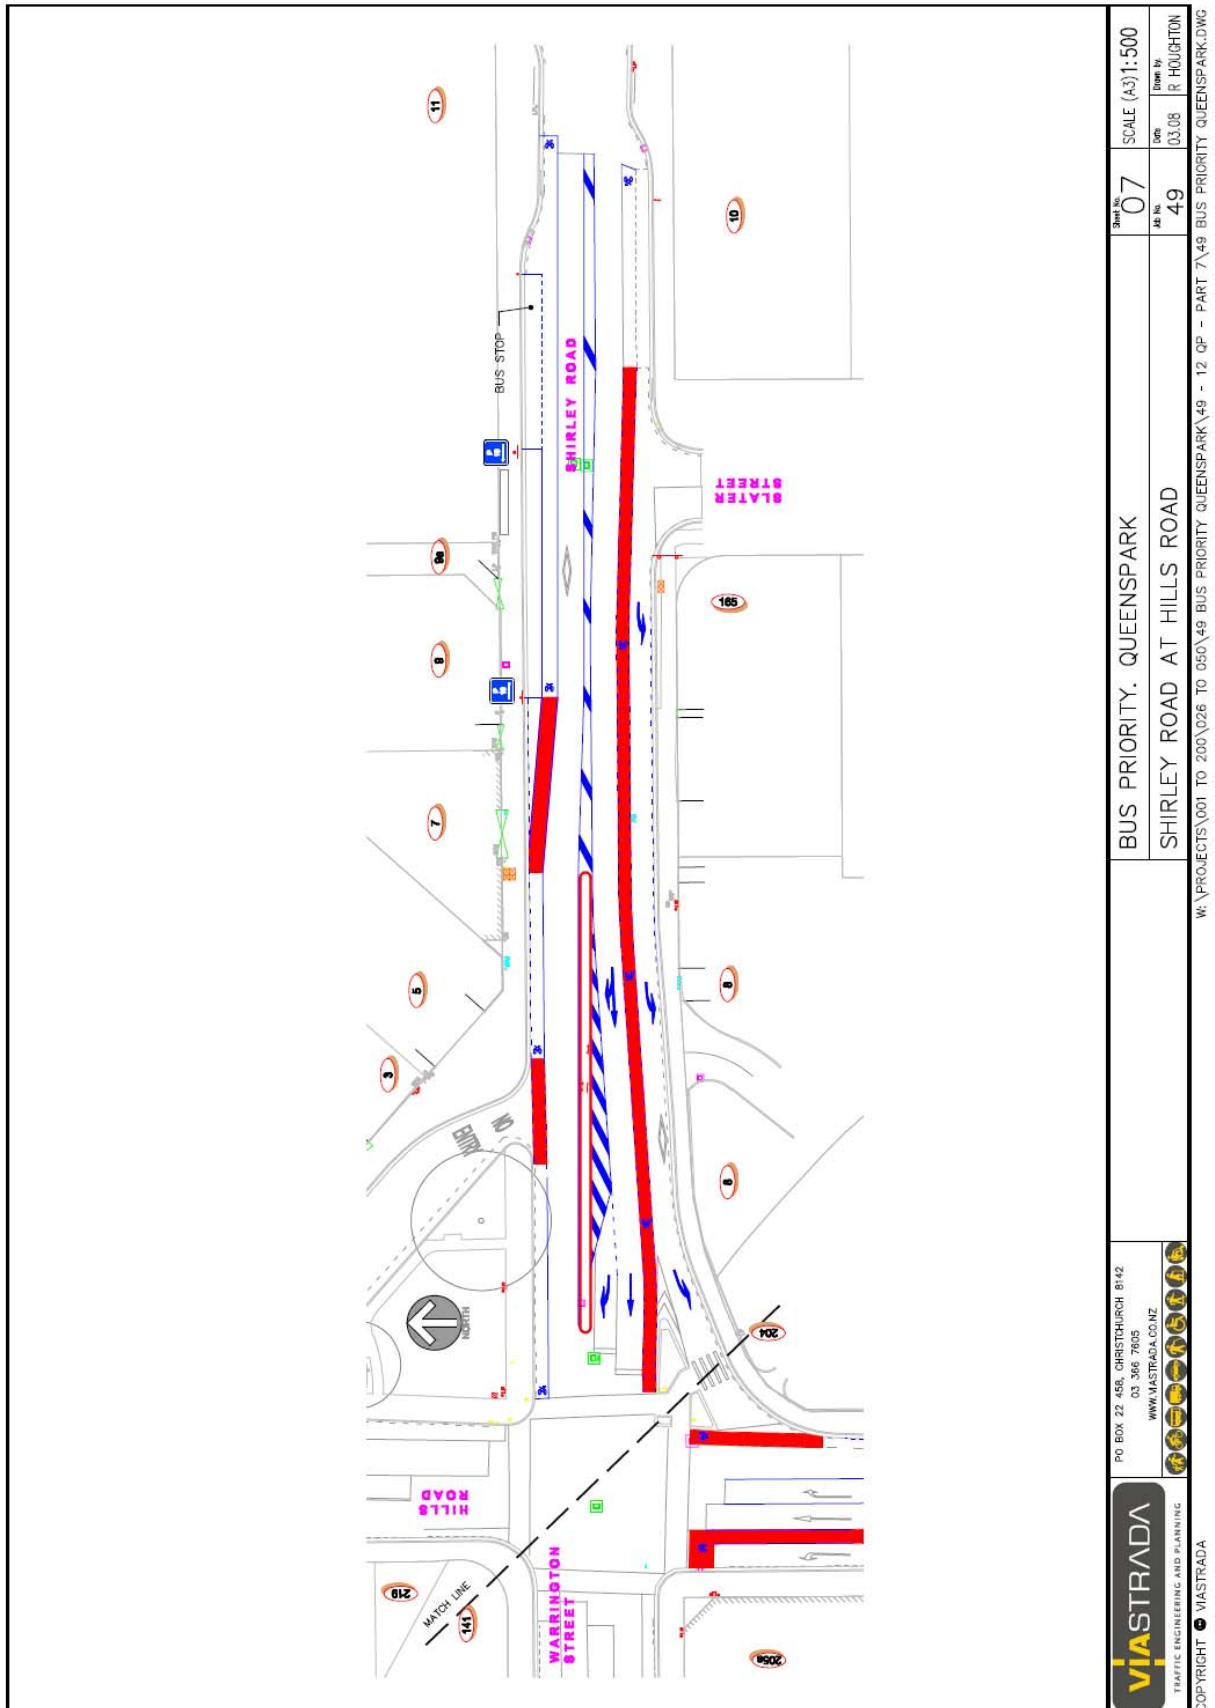 11
10
BUS STOP
SHIRLEY ROAD
SLATER
STREET
9a
9
165
7
5
8
3
NO
ENTRY
6
NORTH
204
HILLS
ROAD
219
MATCH LINE
141
WARRINGTON
STREET
205a
VIASTRADA
TRAFFIC ENGINEERING AND PLANNING
PO BOX 22 458, CHRISTCHURCH 8142
03 366 7605
WWW.VIASTRADA.CO.NZ
BUS PRIORITY. QUEENSPARK
SHIRLEY ROAD AT HILLS ROAD
Sheet No.
07
SCALE (A3)1:500
Job No.
49
Date
03.08
Drawn by.
R HOUGHTON
COPYRIGHT VIASTRADA
W:\PROJECTS\001 TO 200\026 TO 050\49 BUS PRIORITY QUEENSPARK\49 - 12 QP - PART 7\49 BUS PRIORITY QUEENSPARK.DWG